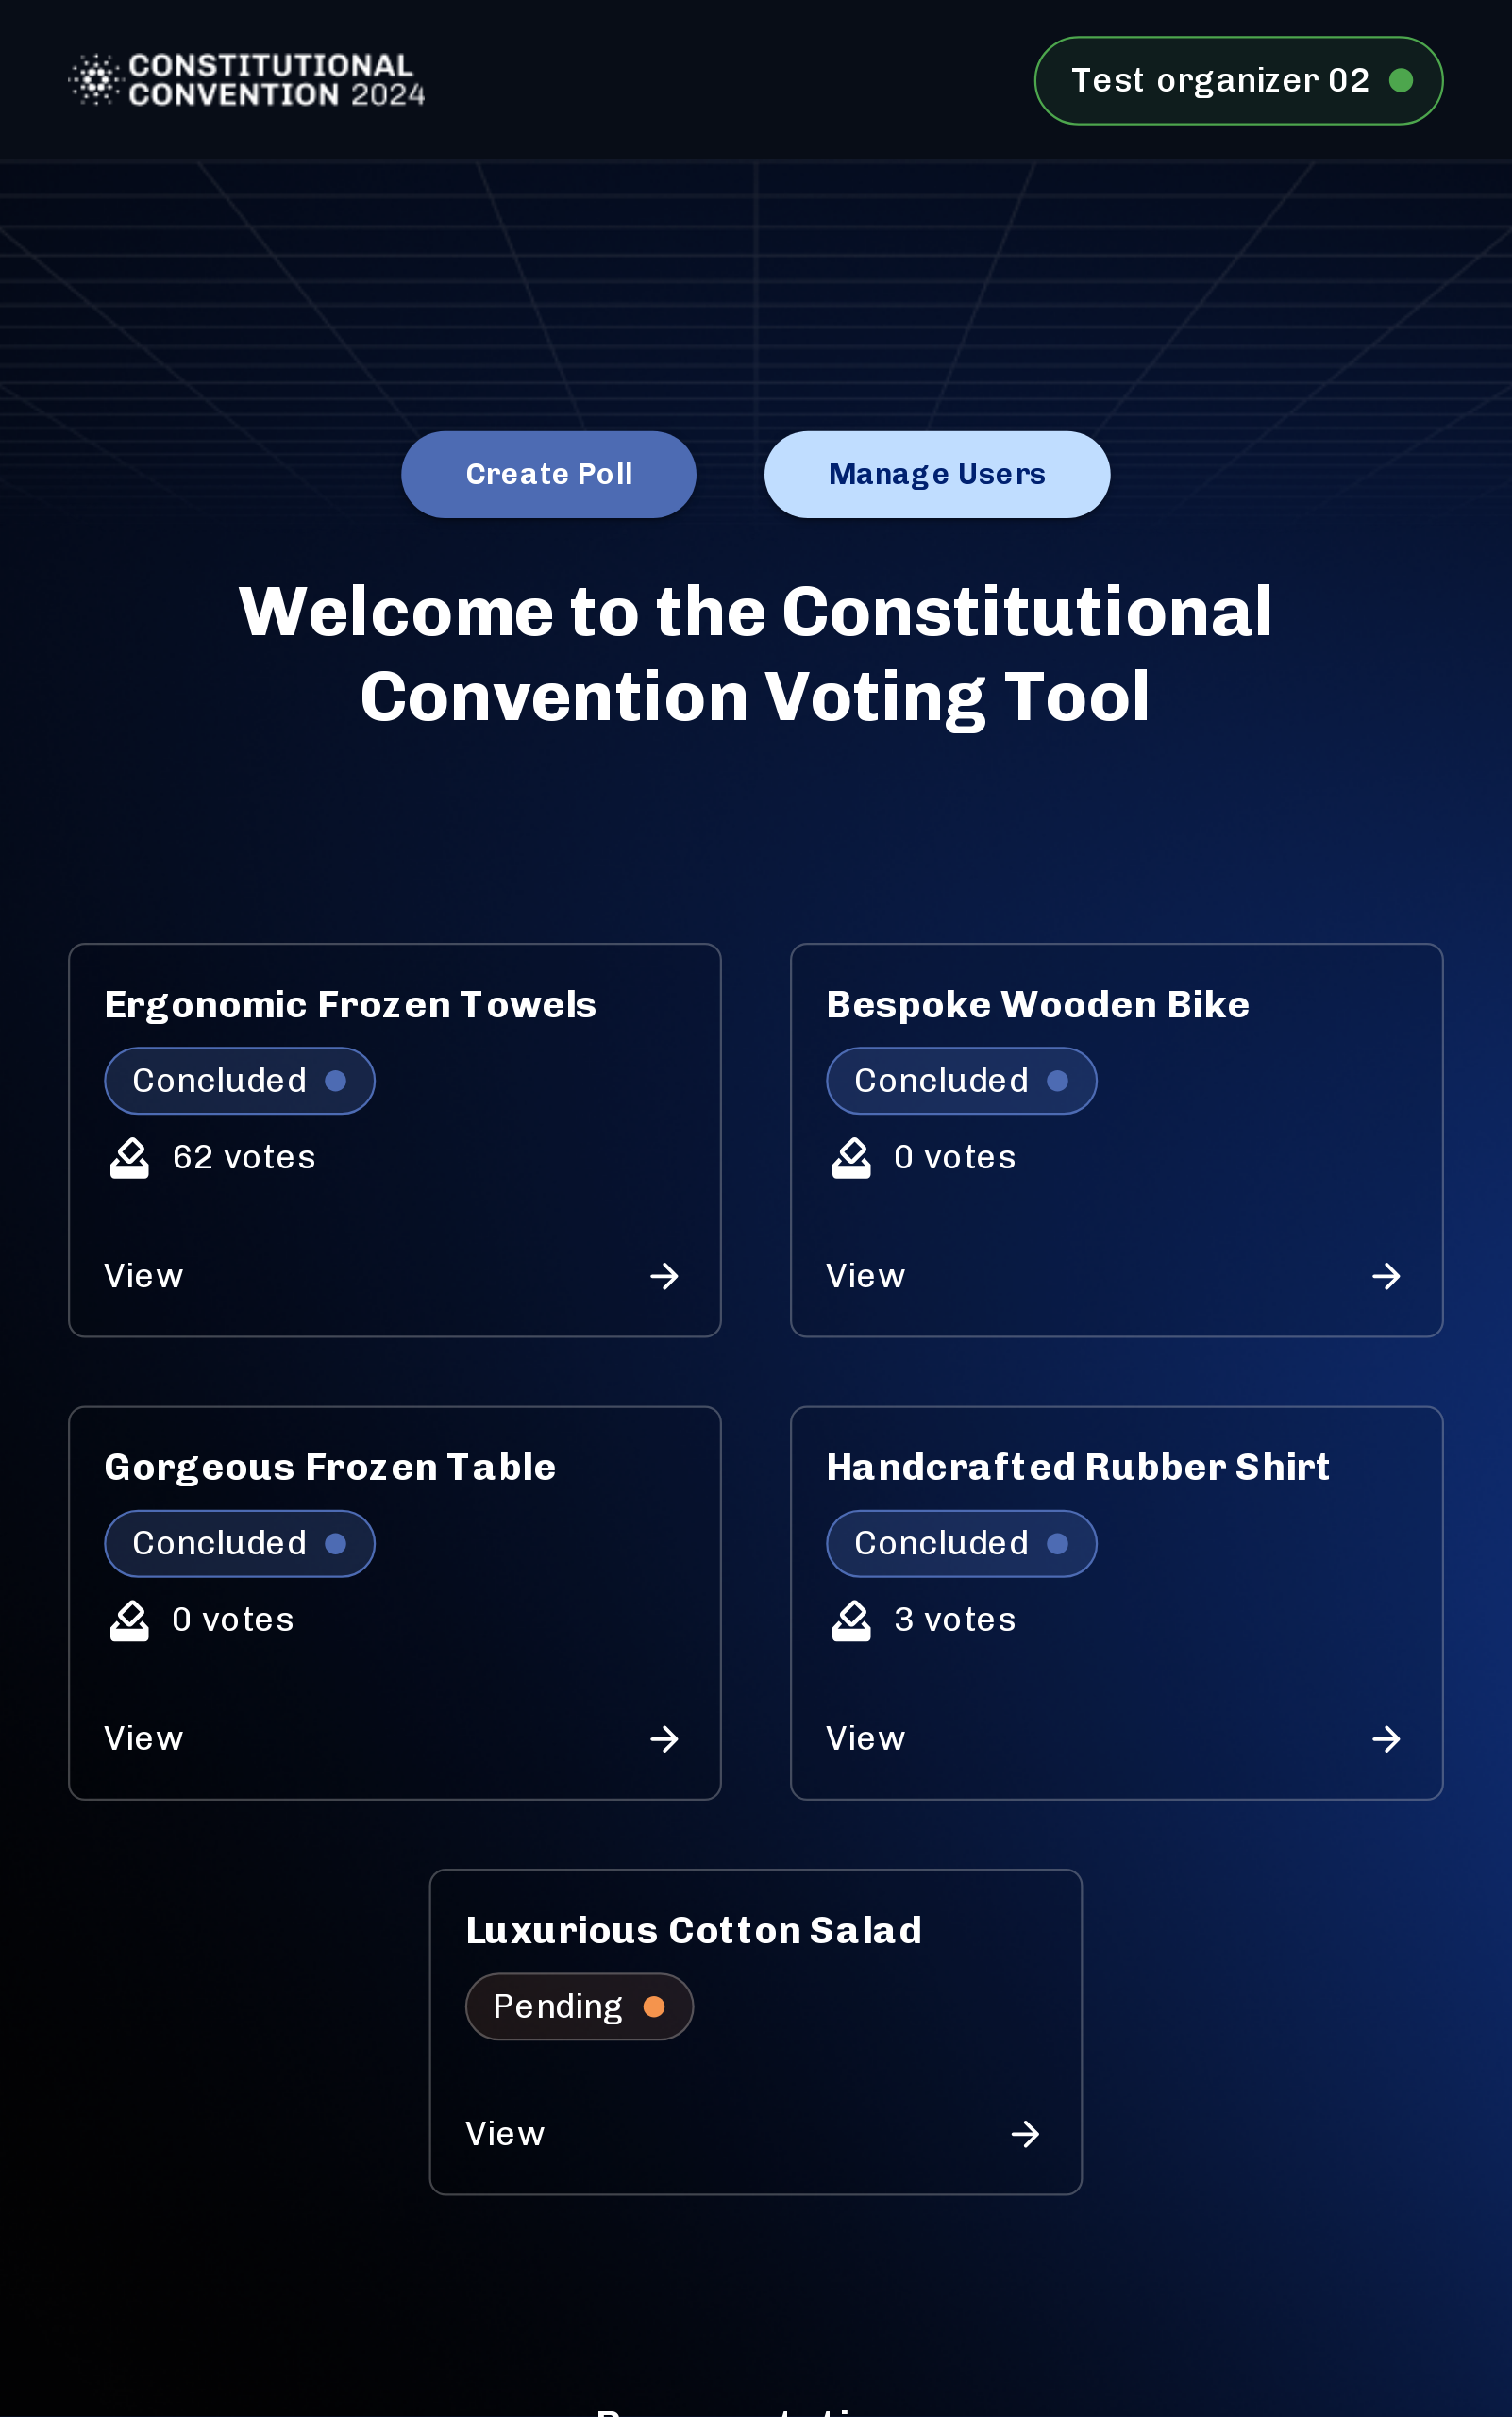 CONSTITUTIONAL
CONVENTION 2024
Test organizer 02
Create Poll
Manage Users
Welcome to the Constitutional
Convention Voting Tool
Ergonomic Frozen Towels
Concluded
62 votes
View
Bespoke Wooden Bike
Concluded
0 votes
View
Gorgeous Frozen Table
Concluded
0 votes
View
Handcrafted Rubber Shirt
Concluded
3 votes
View
Luxurious Cotton Salad
Pending
View